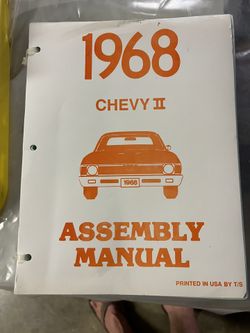 1968
CHEVY II
1968
ASSEMBLY
MANUAL
PRINTED IN USA BY T/S